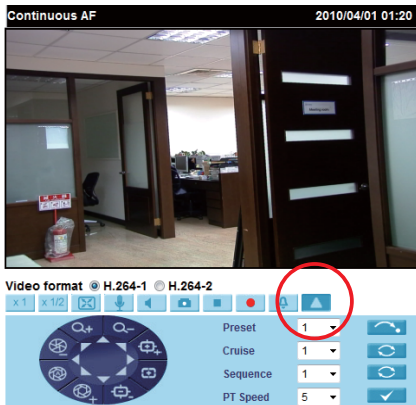 Continuous AF 2010/04/01 01:20
Video format H.264-1 H.264-2
x 1 x 1/2
Preset 1
Cruise 1
Sequence 1
PT Speed 5